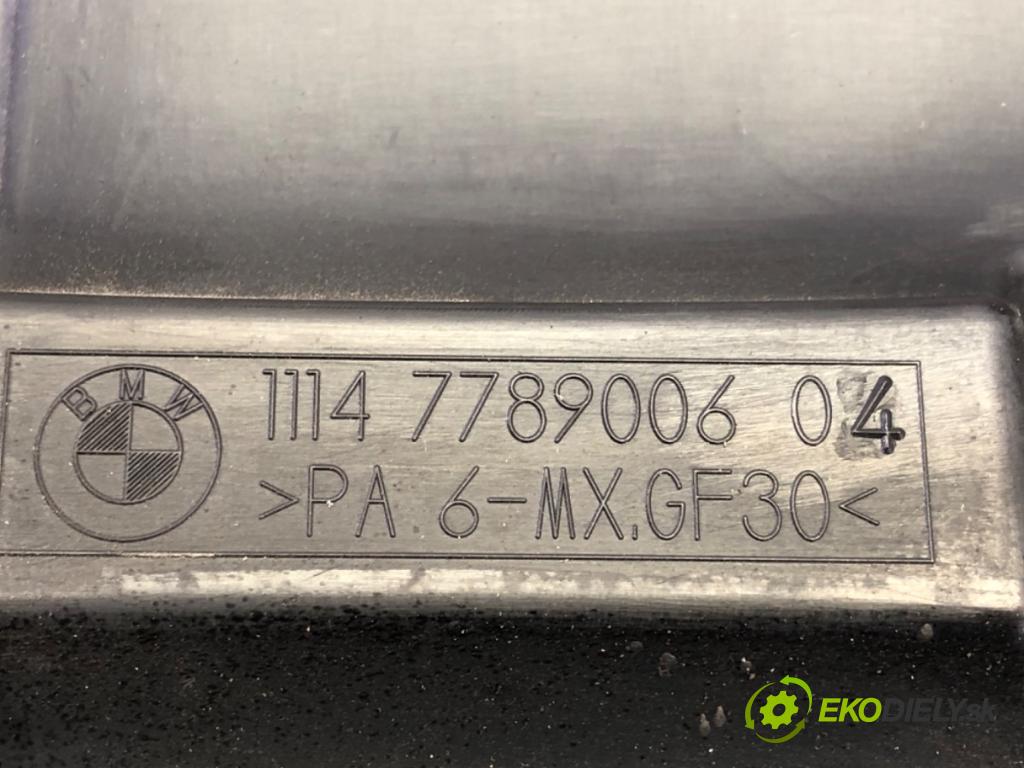 BMW
1114 7789006 04
>PA 6-MX.GF30<
EKODIELY.sk